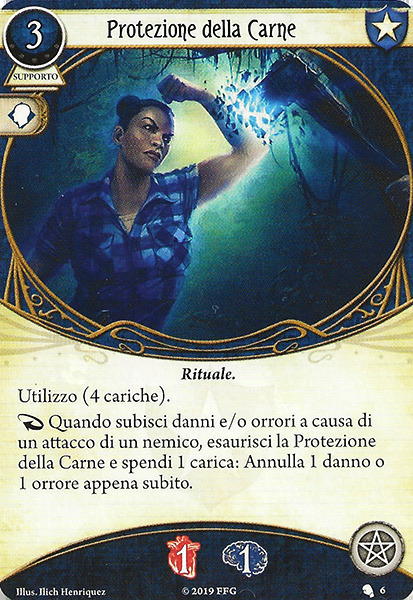 3
Protezione della Carne
SUPPORTO
Rituale.
Utilizzo (4 cariche).
Quando subisci danni e/o orrori a causa di
un attacco di un nemico, esaurisci la Protezione
della Carne e spendi 1 carica: Annulla 1 danno o
1 orrore appena subito.
1 1
Illus. Ilich Henriquez © 2019 FFG 6